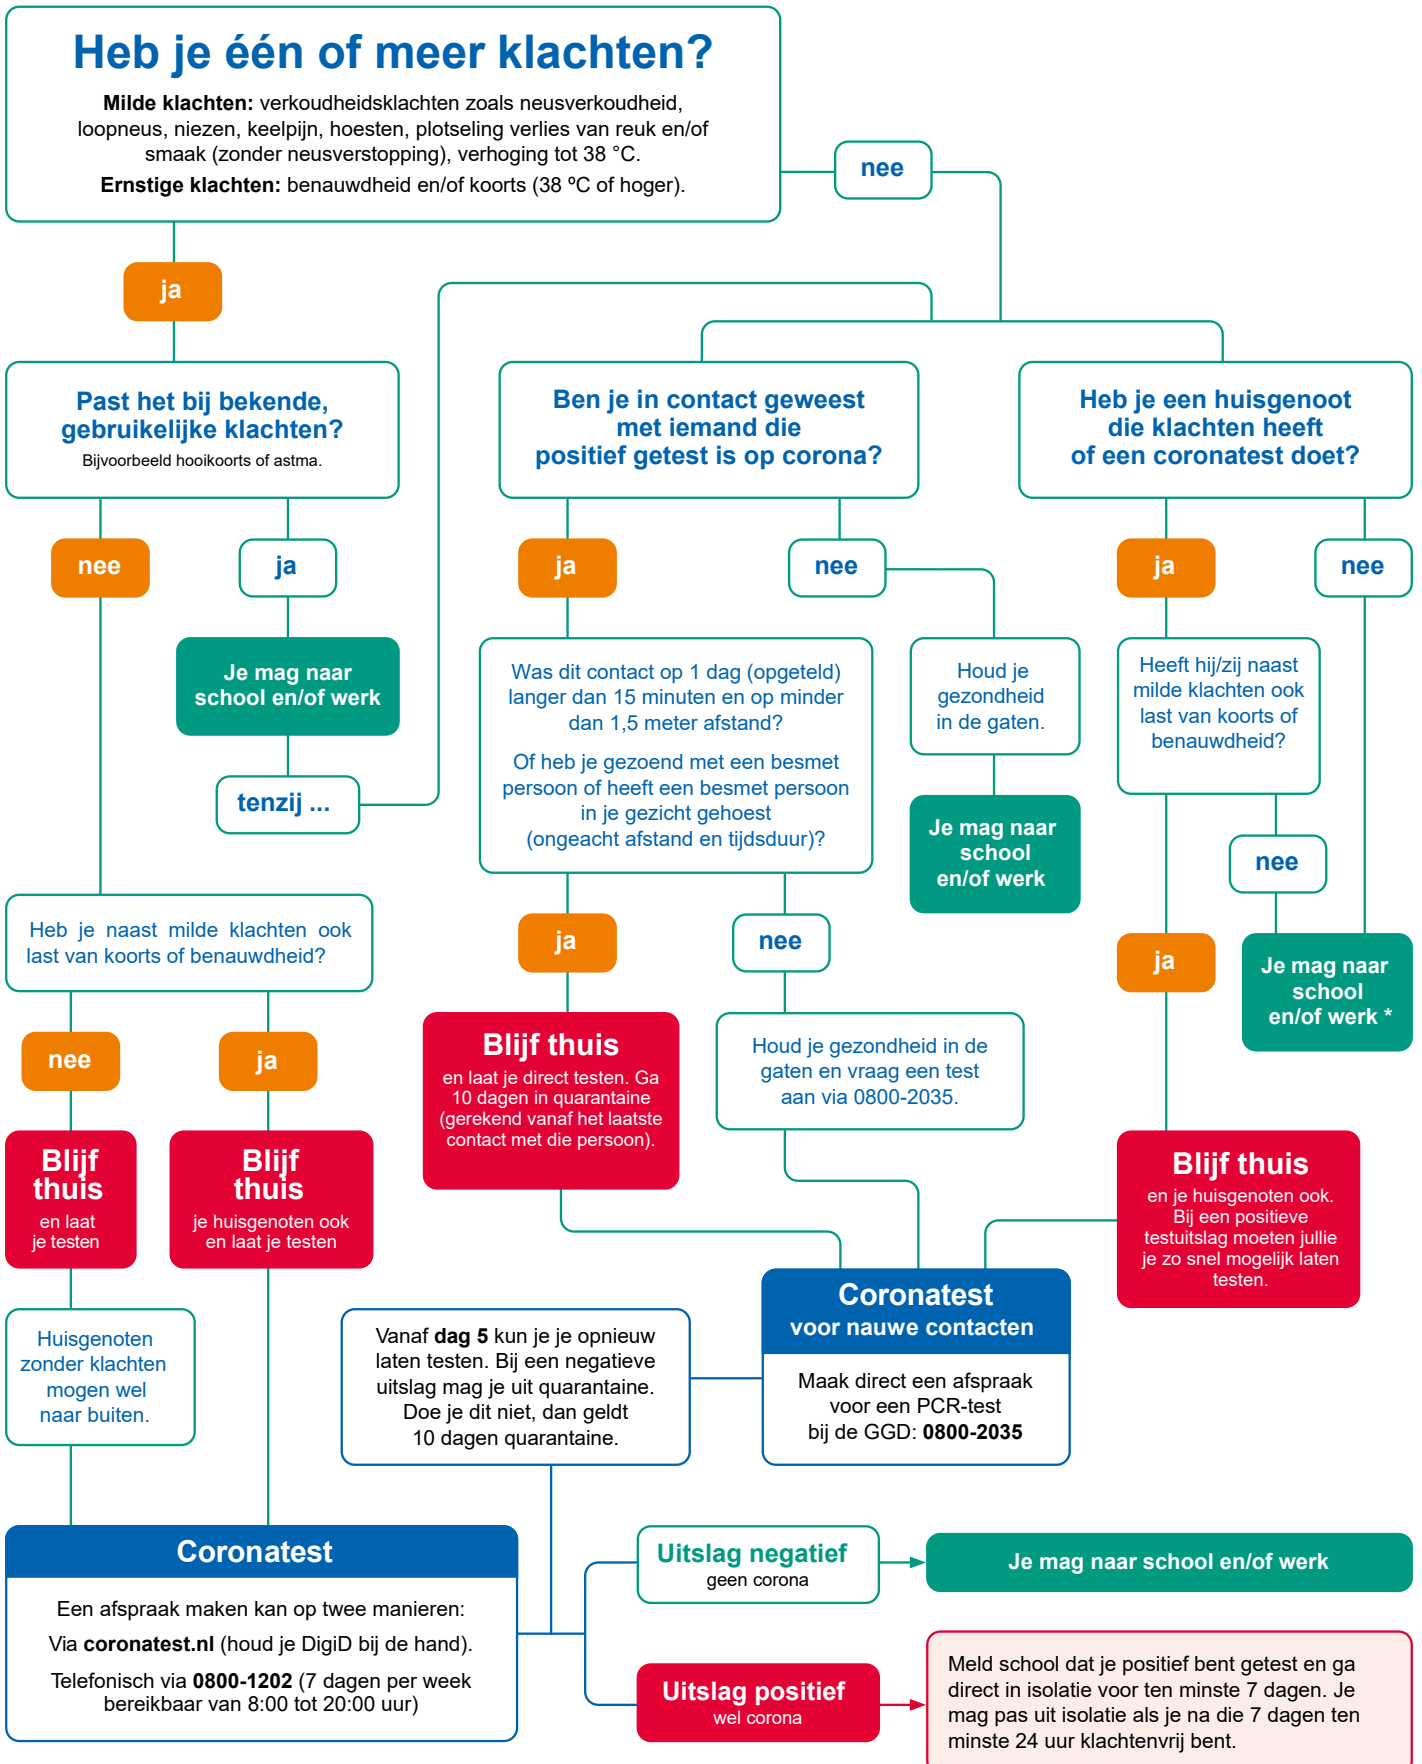 Heb je één of meer klachten?
Milde klachten: verkoudheidsklachten zoals neusverkoudheid,
loopneus, niezen, keelpijn, hoesten, plotseling verlies van reuk en/of
smaak (zonder neusverstopping), verhoging tot 38 °C.
Ernstige klachten: benauwdheid en/of koorts (38 ºC of hoger).
nee
ja
Past het bij bekende,
gebruikelijke klachten?
Bijvoorbeeld hooikoorts of astma.
nee
ja
Je mag naar
school en/of werk
tenzij ...
Heb je naast milde klachten ook
last van koorts of benauwdheid?
nee
ja
Blijf
thuis
en laat
je testen
Blijf
thuis
je huisgenoten ook
en laat je testen
Huisgenoten
zonder klachten
mogen wel
naar buiten.
Ben je in contact geweest
met iemand die
positief getest is op corona?
ja
nee
Was dit contact op 1 dag (opgeteld)
langer dan 15 minuten en op minder
dan 1,5 meter afstand?
Of heb je gezoend met een besmet
persoon of heeft een besmet persoon
in je gezicht gehoest
(ongeacht afstand en tijdsduur)?
Houd je
gezondheid
in de gaten.
Je mag naar
school
en/of werk
ja
nee
Blijf thuis
en laat je direct testen. Ga
10 dagen in quarantaine
(gerekend vanaf het laatste
contact met die persoon).
Houd je gezondheid in de
gaten en vraag een test
aan via 0800-2035.
Heb je een huisgenoot
die klachten heeft
of een coronatest doet?
ja
nee
Heeft hij/zij naast
milde klachten ook
last van koorts of
benauwdheid?
nee
ja
Je mag naar
school
en/of werk *
Blijf thuis
en je huisgenoten ook.
Bij een positieve
testuitslag moeten jullie
je zo snel mogelijk laten
testen.
Coronatest
voor nauwe contacten
Maak direct een afspraak
voor een PCR-test
bij de GGD: 0800-2035
Vanaf dag 5 kun je je opnieuw
laten testen. Bij een negatieve
uitslag mag je uit quarantaine.
Doe je dit niet, dan geldt
10 dagen quarantaine.
Coronatest
Een afspraak maken kan op twee manieren:
Via coronatest.nl (houd je DigiD bij de hand).
Telefonisch via 0800-1202 (7 dagen per week
bereikbaar van 8:00 tot 20:00 uur)
Uitslag negatief
geen corona
Je mag naar school en/of werk
Uitslag positief
wel corona
Meld school dat je positief bent getest en ga
direct in isolatie voor ten minste 7 dagen. Je
mag pas uit isolatie als je na die 7 dagen ten
minste 24 uur klachtenvrij bent.